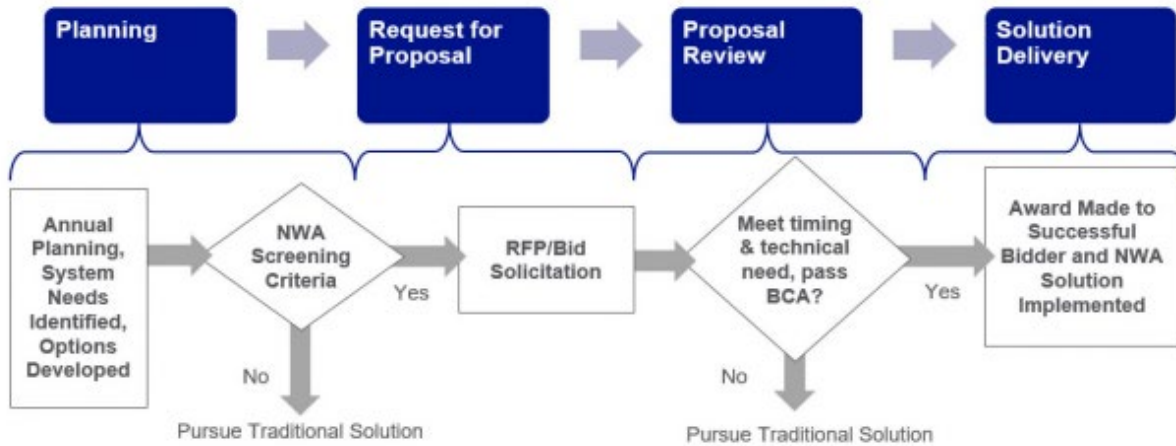 Planning
Request for
Proposal
Proposal
Review
Solution
Delivery
Annual
Planning,
System
Needs
Identified,
Options
Developed
NWA
Screening
Criteria
Yes
No
Pursue Traditional Solution
RFP/Bid
Solicitation
Meet timing
& technical
need, pass
BCA?
Yes
No
Pursue Traditional Solution
Award Made to
Successful
Bidder and NWA
Solution
Implemented